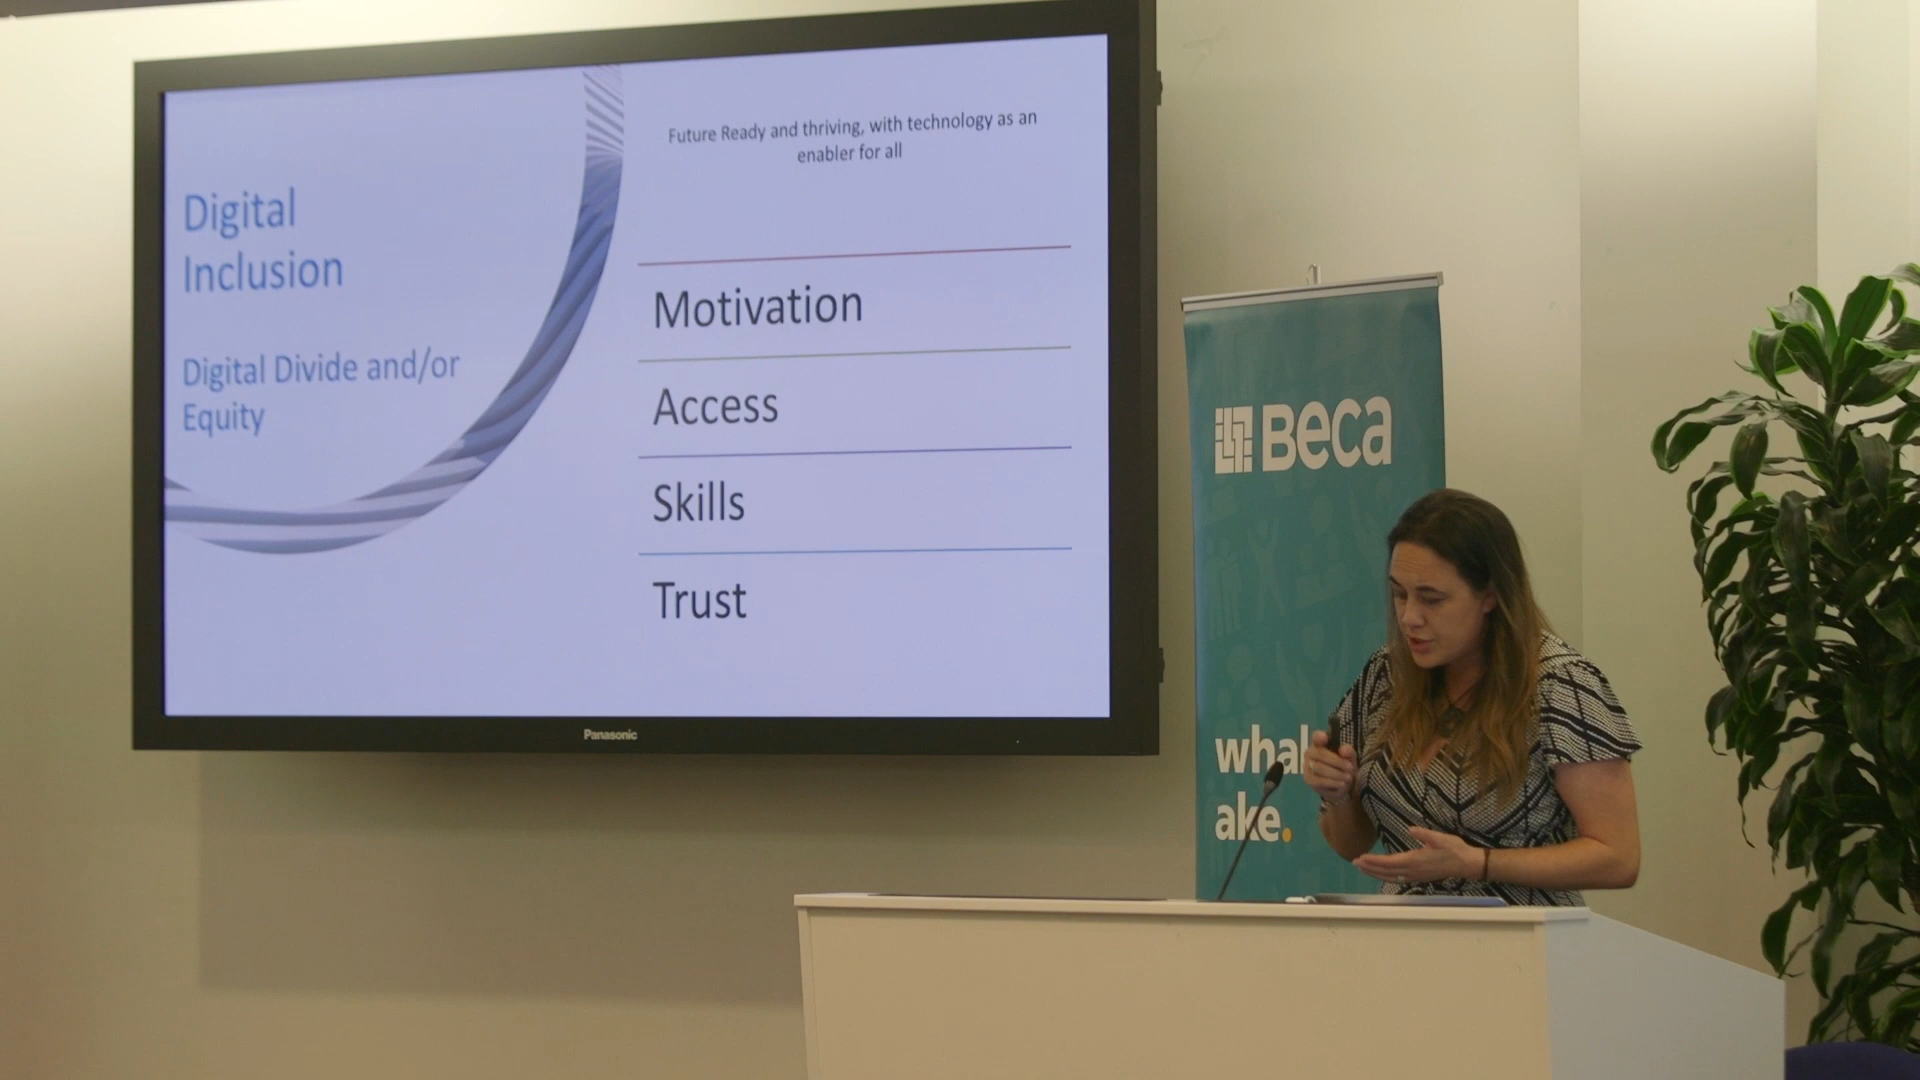 Digital
Inclusion
Digital Divide and/or
Equity
Future Ready and thriving, with technology as an
enabler for all
Motivation
Access
Skills
Trust
Panasonic
Beca
ake.